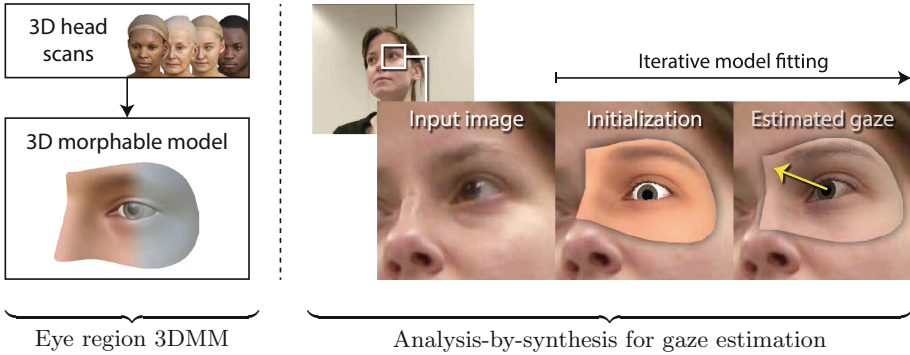 3D head
scans
3D morphable model
Eye region 3DMM
Iterative model fitting
Input image
Initialization
Estimated gaze
Analysis-by-synthesis for gaze estimation